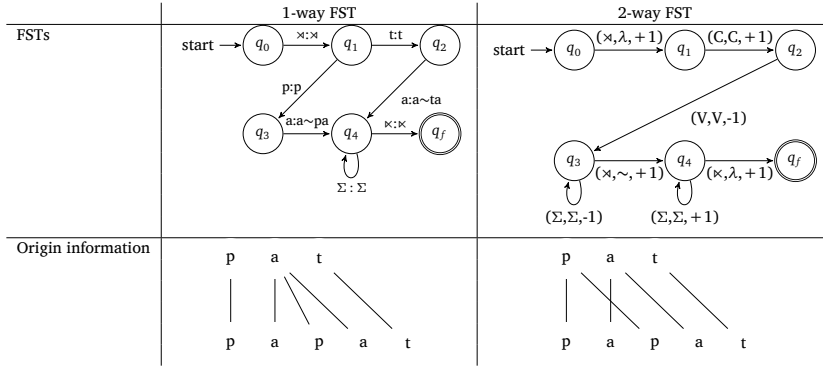 1-way FST 2-way FST
FSTs
start q0 ⋊:⋊ q1 t:t q2
p:p
a:a~ta
q3 a:a~pa q4 ⋉:⋉ qf
Σ : Σ
start q0 (⋊,λ,+1) q1 (C,C,+1) q2
(V,V,-1)
q3 (⋊,~,+1) q4 (⋉,λ,+1) qf
(Σ,Σ,-1) (Σ,Σ,+1)
Origin information
p a t
p a p a t
p a t
p a p a t